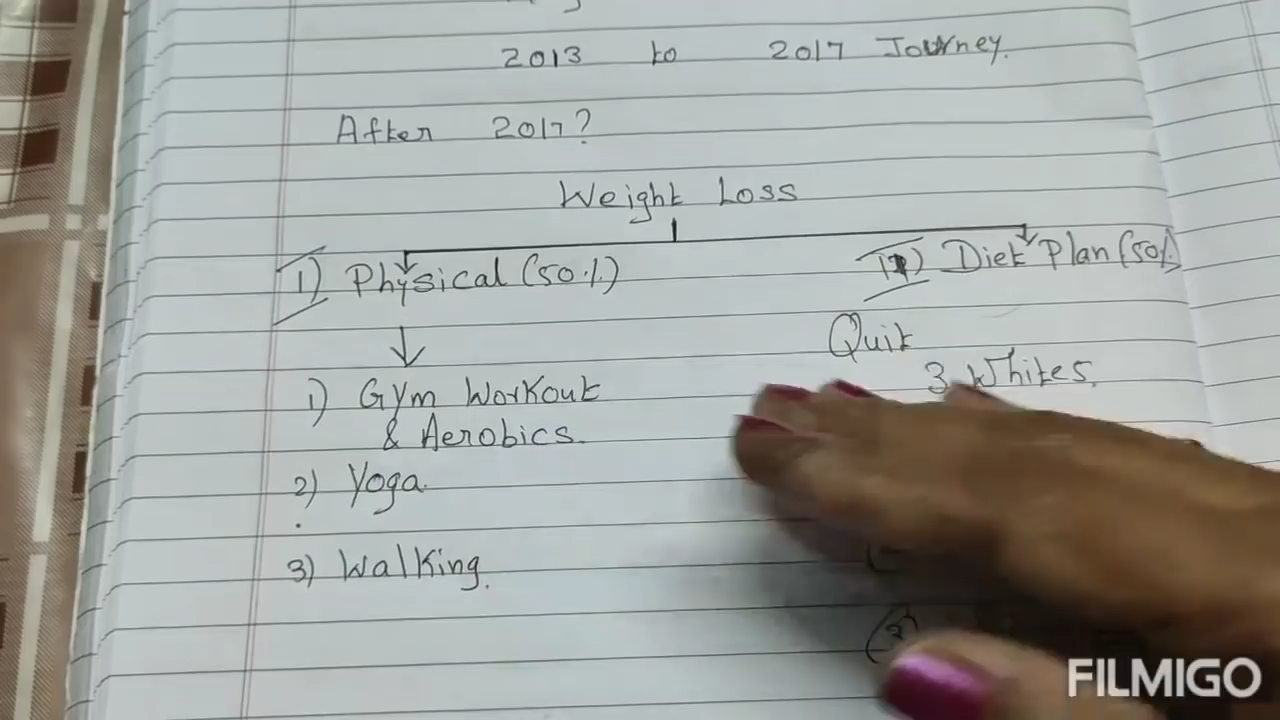 2013 to 2017 Journey.
After 2017?
Weight Loss
1) Physical (50%)
II) Diet Plan (50%)
Quit
3 Whites.
1) Gym Workout
& Aerobics.
2) Yoga.
3) Walking.
(3)
FILMIGO